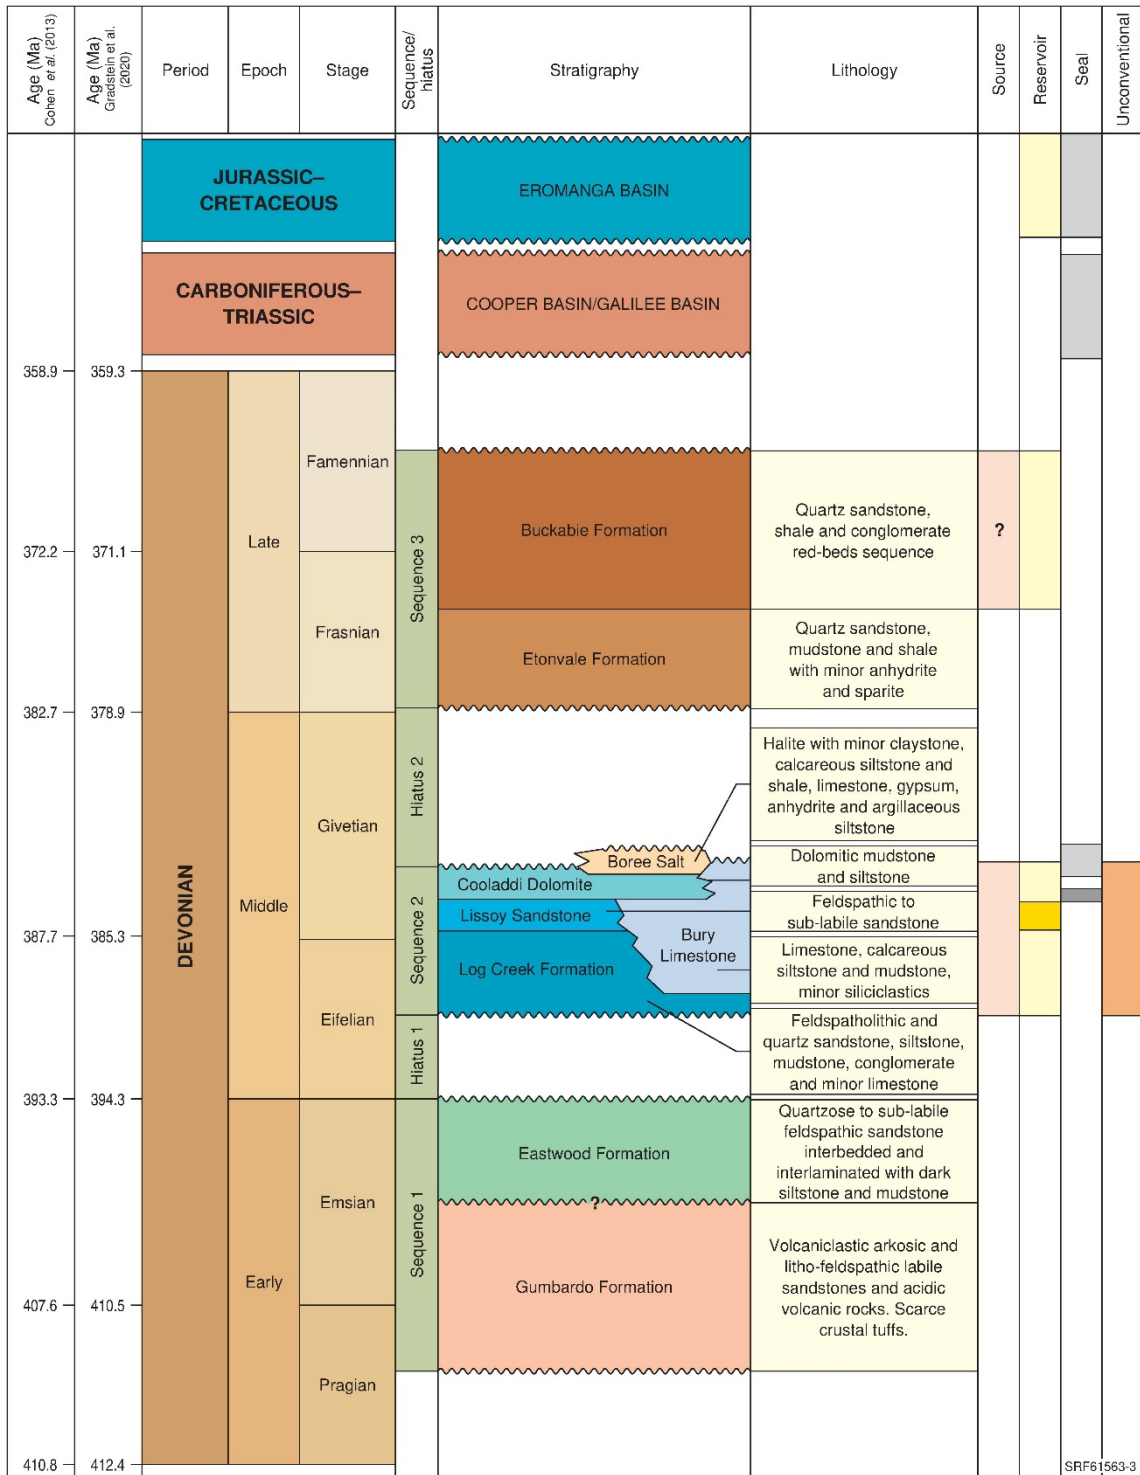 Age (Ma)
Cohen et al. (2013)
Age (Ma)
Gradstein et al.
(2020)
Period
Epoch
Stage
Sequence/
hiatus
Stratigraphy
Lithology
Source
Reservoir
Seal
Unconventional
JURASSIC–
CRETACEOUS
EROMANGA BASIN
CARBONIFEROUS–
TRIASSIC
COOPER BASIN/GALILEE BASIN
358.9
359.3
372.2
371.1
382.7
378.9
387.7
385.3
393.3
394.3
407.6
410.5
410.8
412.4
DEVONIAN
Late
Middle
Early
Famennian
Frasnian
Givetian
Eifelian
Emsian
Pragian
Sequence 3
Hiatus 2
Sequence 2
Hiatus 1
Sequence 1
Buckabie Formation
Etonvale Formation
Boree Salt
Cooladdi Dolomite
Lissoy Sandstone
Bury
Limestone
Log Creek Formation
Eastwood Formation
?
Gumbardo Formation
Quartz sandstone,
shale and conglomerate
red-beds sequence
?
Quartz sandstone,
mudstone and shale
with minor anhydrite
and sparite
Halite with minor claystone,
calcareous siltstone and
shale, limestone, gypsum,
anhydrite and argillaceous
siltstone
Dolomitic mudstone
and siltstone
Feldspathic to
sub-labile sandstone
Limestone, calcareous
siltstone and mudstone,
minor siliciclastics
Feldspatholithic and
quartz sandstone, siltstone,
mudstone, conglomerate
and minor limestone
Quartzose to sub-labile
feldspathic sandstone
interbedded and
interlaminated with dark
siltstone and mudstone
Volcaniclastic arkosic and
litho-feldspathic labile
sandstones and acidic
volcanic rocks. Scarce
crustal tuffs.
SRF61563-3